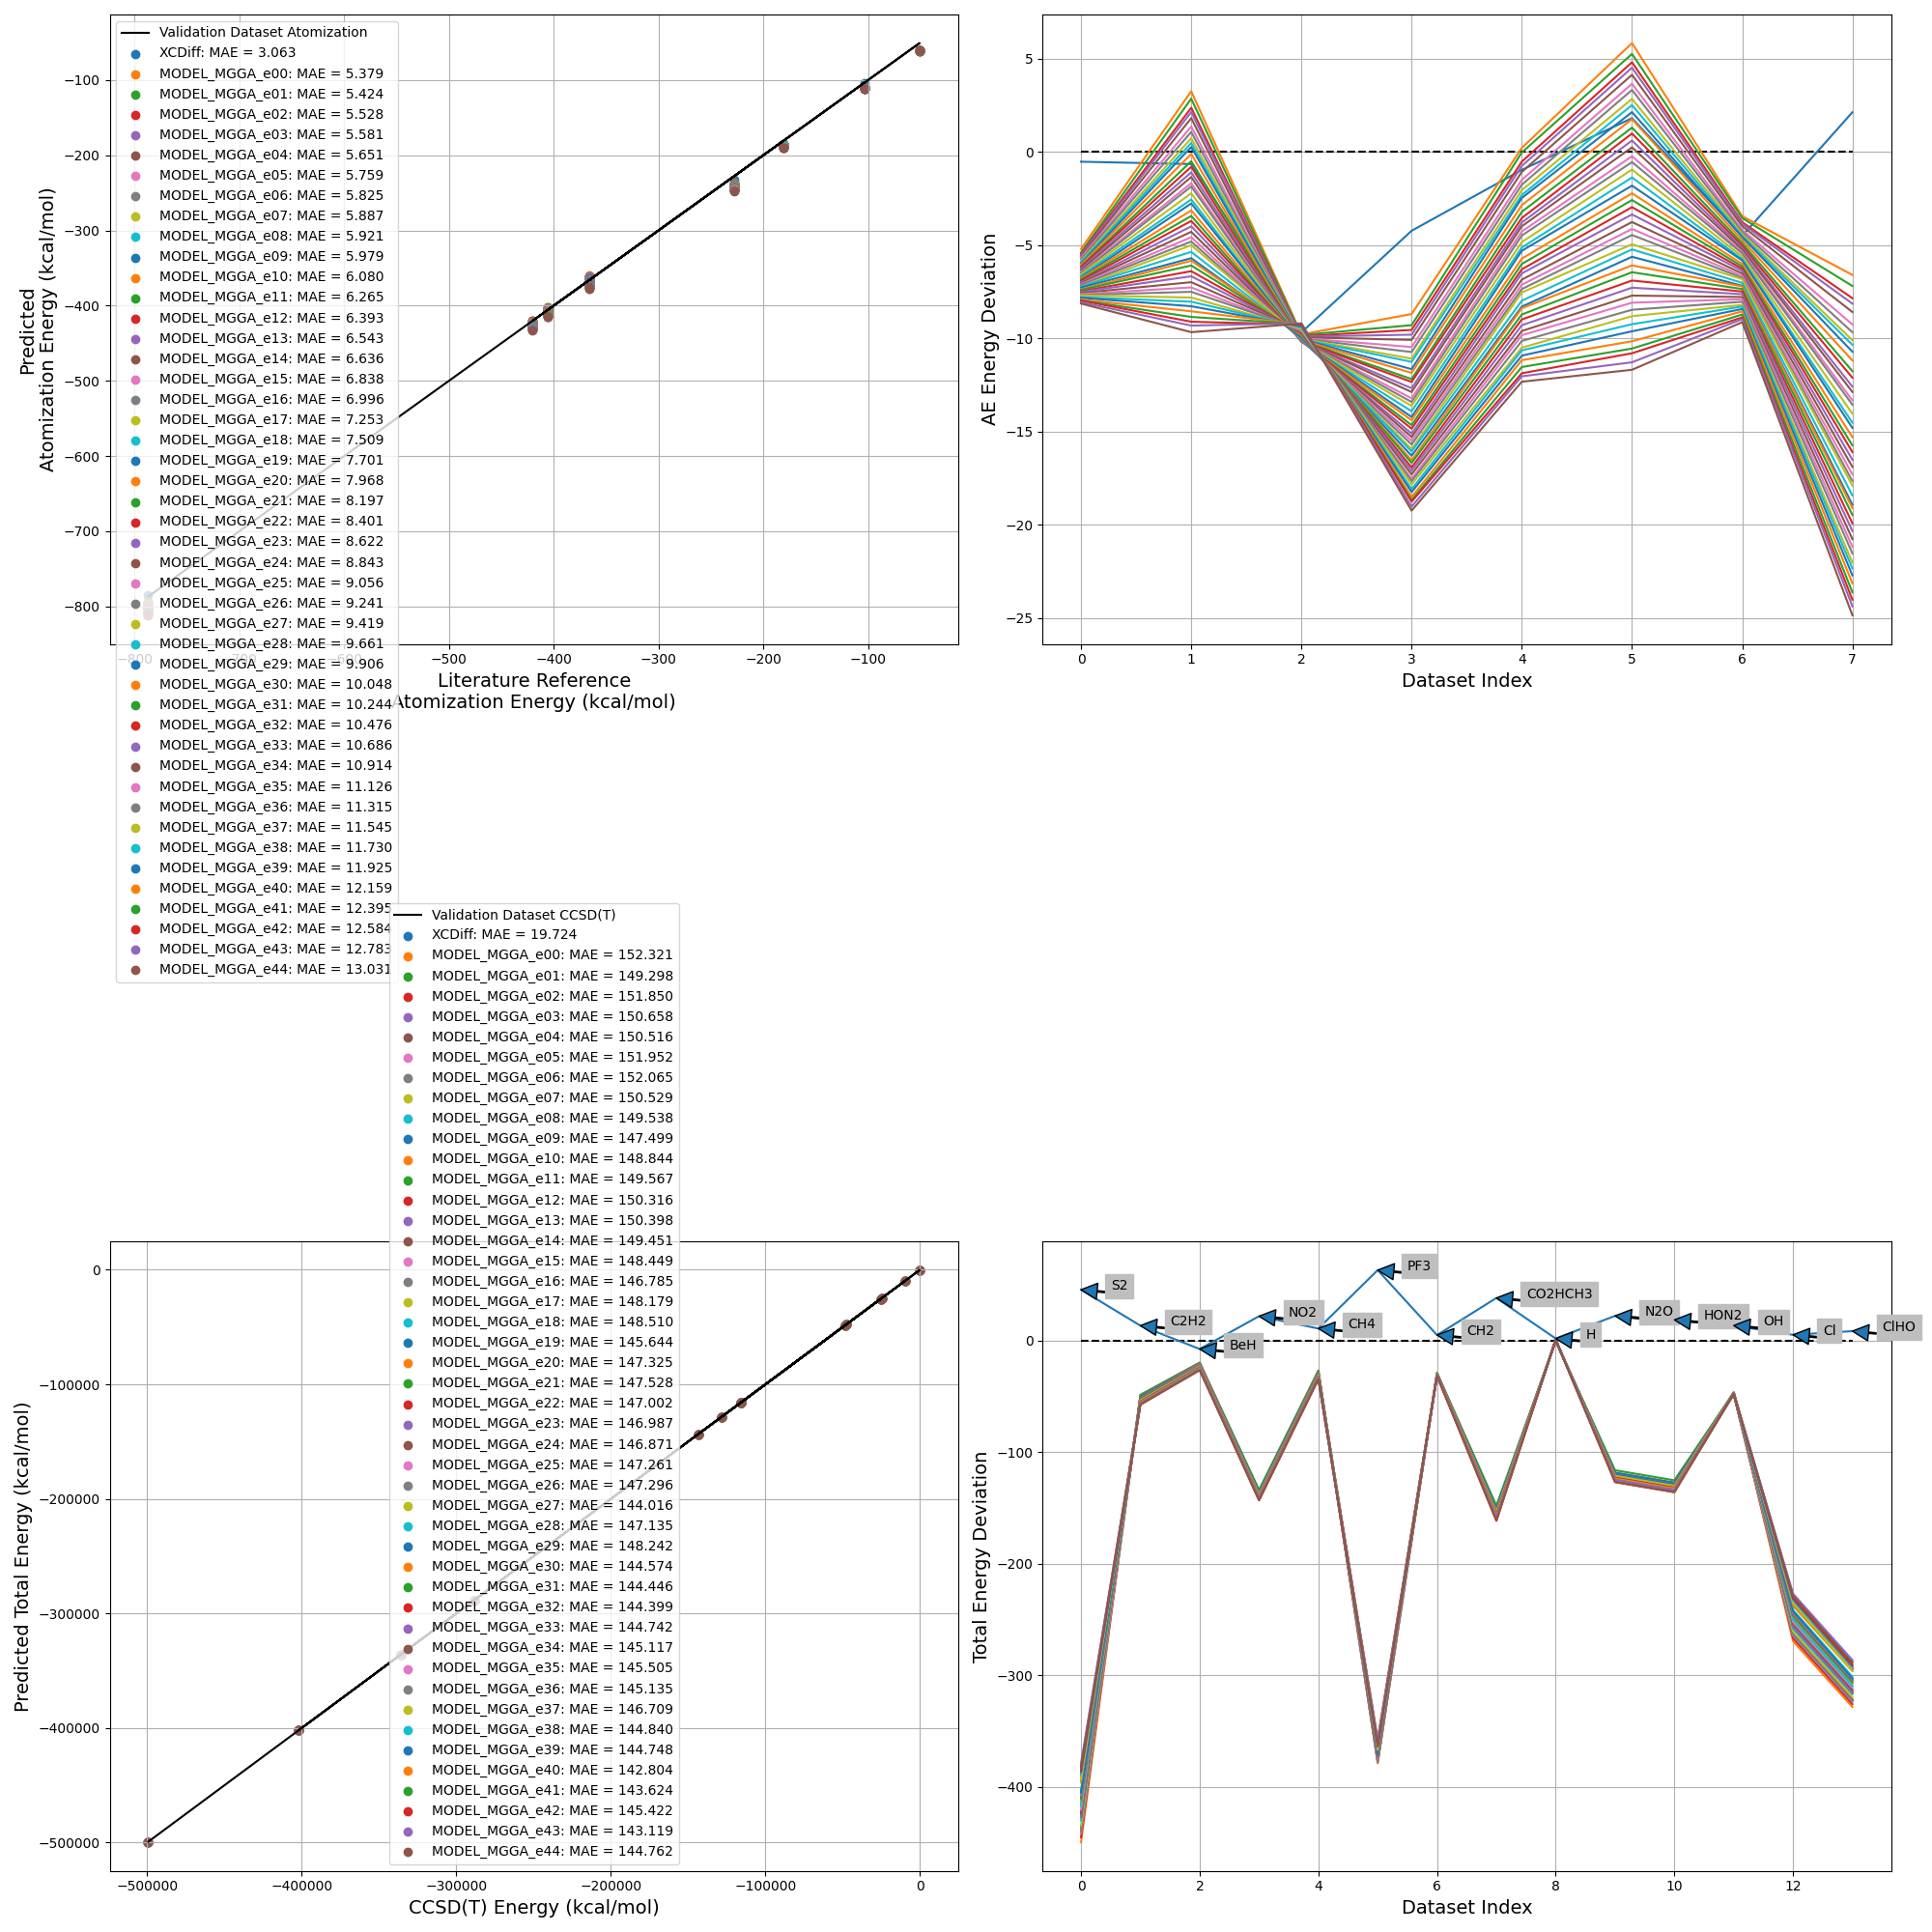 Validation Dataset Atomization
XCDiff: MAE = 3.063
MODEL_MGGA_e00: MAE = 5.379
MODEL_MGGA_e01: MAE = 5.424
MODEL_MGGA_e02: MAE = 5.528
MODEL_MGGA_e03: MAE = 5.581
MODEL_MGGA_e04: MAE = 5.651
MODEL_MGGA_e05: MAE = 5.759
MODEL_MGGA_e06: MAE = 5.825
MODEL_MGGA_e07: MAE = 5.887
MODEL_MGGA_e08: MAE = 5.921
MODEL_MGGA_e09: MAE = 5.979
MODEL_MGGA_e10: MAE = 6.080
MODEL_MGGA_e11: MAE = 6.265
MODEL_MGGA_e12: MAE = 6.393
MODEL_MGGA_e13: MAE = 6.543
MODEL_MGGA_e14: MAE = 6.636
MODEL_MGGA_e15: MAE = 6.838
MODEL_MGGA_e16: MAE = 6.996
MODEL_MGGA_e17: MAE = 7.253
MODEL_MGGA_e18: MAE = 7.509
MODEL_MGGA_e19: MAE = 7.701
MODEL_MGGA_e20: MAE = 7.968
MODEL_MGGA_e21: MAE = 8.197
MODEL_MGGA_e22: MAE = 8.401
MODEL_MGGA_e23: MAE = 8.622
MODEL_MGGA_e24: MAE = 8.843
MODEL_MGGA_e25: MAE = 9.056
MODEL_MGGA_e26: MAE = 9.241
MODEL_MGGA_e27: MAE = 9.419
MODEL_MGGA_e28: MAE = 9.661
MODEL_MGGA_e29: MAE = 9.906
MODEL_MGGA_e30: MAE = 10.048
MODEL_MGGA_e31: MAE = 10.244
MODEL_MGGA_e32: MAE = 10.476
MODEL_MGGA_e33: MAE = 10.686
MODEL_MGGA_e34: MAE = 10.914
MODEL_MGGA_e35: MAE = 11.126
MODEL_MGGA_e36: MAE = 11.315
MODEL_MGGA_e37: MAE = 11.545
MODEL_MGGA_e38: MAE = 11.730
MODEL_MGGA_e39: MAE = 11.925
MODEL_MGGA_e40: MAE = 12.159
MODEL_MGGA_e41: MAE = 12.395
MODEL_MGGA_e42: MAE = 12.584
MODEL_MGGA_e43: MAE = 12.783
MODEL_MGGA_e44: MAE = 13.031
−100
−200
−300
−400
−500
−600
−700
−800
Predicted
Atomization Energy (kcal/mol)
−800 −700 −600 −500 −400 −300 −200 −100
Literature Reference
Atomization Energy (kcal/mol)
5
0
−5
−10
−15
−20
−25
AE Energy Deviation
0 1 2 3 4 5 6 7
Dataset Index
Validation Dataset CCSD(T)
XCDiff: MAE = 19.724
MODEL_MGGA_e00: MAE = 152.321
MODEL_MGGA_e01: MAE = 149.298
MODEL_MGGA_e02: MAE = 151.850
MODEL_MGGA_e03: MAE = 150.658
MODEL_MGGA_e04: MAE = 150.516
MODEL_MGGA_e05: MAE = 151.952
MODEL_MGGA_e06: MAE = 152.065
MODEL_MGGA_e07: MAE = 150.529
MODEL_MGGA_e08: MAE = 149.538
MODEL_MGGA_e09: MAE = 147.499
MODEL_MGGA_e10: MAE = 148.844
MODEL_MGGA_e11: MAE = 149.567
MODEL_MGGA_e12: MAE = 150.316
MODEL_MGGA_e13: MAE = 150.398
MODEL_MGGA_e14: MAE = 149.451
MODEL_MGGA_e15: MAE = 148.449
MODEL_MGGA_e16: MAE = 146.785
MODEL_MGGA_e17: MAE = 148.179
MODEL_MGGA_e18: MAE = 148.510
MODEL_MGGA_e19: MAE = 145.644
MODEL_MGGA_e20: MAE = 147.325
MODEL_MGGA_e21: MAE = 147.528
MODEL_MGGA_e22: MAE = 147.002
MODEL_MGGA_e23: MAE = 146.987
MODEL_MGGA_e24: MAE = 146.871
MODEL_MGGA_e25: MAE = 147.261
MODEL_MGGA_e26: MAE = 147.296
MODEL_MGGA_e27: MAE = 144.016
MODEL_MGGA_e28: MAE = 147.135
MODEL_MGGA_e29: MAE = 148.242
MODEL_MGGA_e30: MAE = 144.574
MODEL_MGGA_e31: MAE = 144.446
MODEL_MGGA_e32: MAE = 144.399
MODEL_MGGA_e33: MAE = 144.742
MODEL_MGGA_e34: MAE = 145.117
MODEL_MGGA_e35: MAE = 145.505
MODEL_MGGA_e36: MAE = 145.135
MODEL_MGGA_e37: MAE = 146.709
MODEL_MGGA_e38: MAE = 144.840
MODEL_MGGA_e39: MAE = 144.748
MODEL_MGGA_e40: MAE = 142.804
MODEL_MGGA_e41: MAE = 143.624
MODEL_MGGA_e42: MAE = 145.422
MODEL_MGGA_e43: MAE = 143.119
MODEL_MGGA_e44: MAE = 144.762
0
−100000
−200000
−300000
−400000
−500000
Predicted Total Energy (kcal/mol)
−500000 −400000 −300000 −200000 −100000 0
CCSD(T) Energy (kcal/mol)
S2
C2H2
BeH
NO2
CH4
PF3
CH2
CO2HCH3
H
N2O
HON2
OH
Cl
ClHO
0
−100
−200
−300
−400
Total Energy Deviation
0 2 4 6 8 10 12
Dataset Index